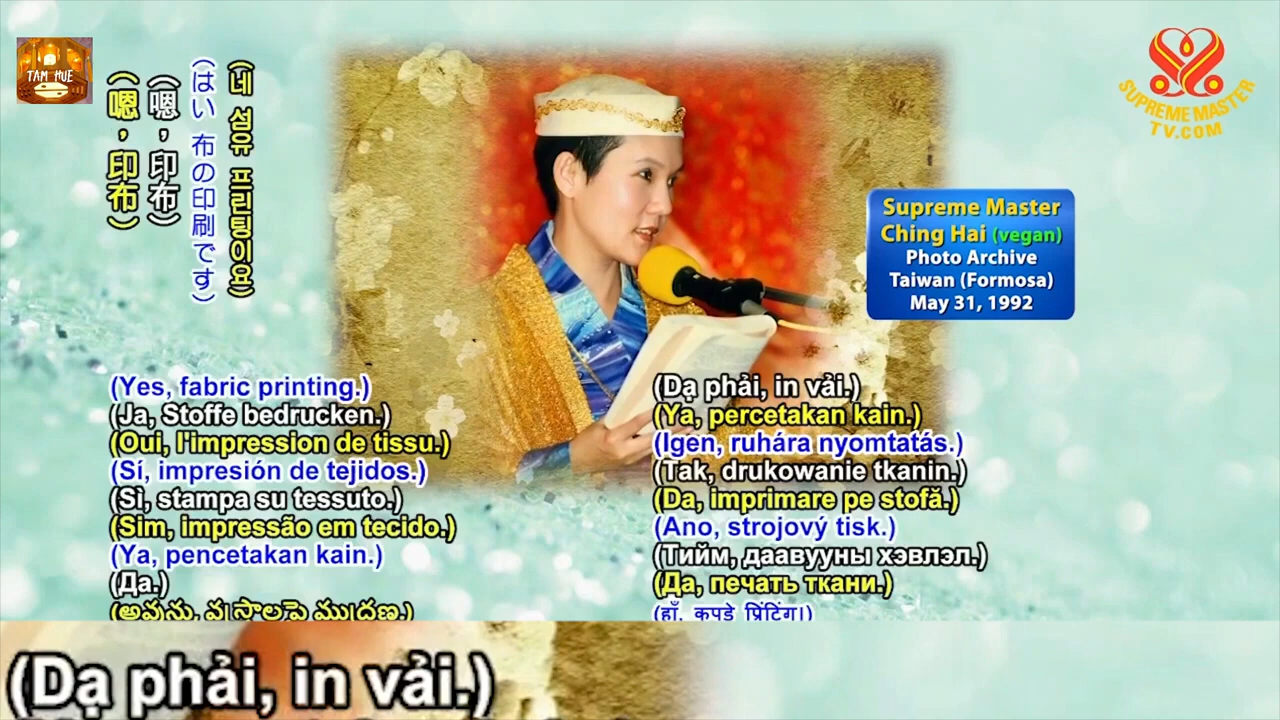 TAM HUE
(嗯，印布)
(嗯，印布)
(はい 布の印刷です)
(네 섬유 프린팅이요)
SUPREME MASTER
TV.COM
Supreme Master
Ching Hai (vegan)
Photo Archive
Taiwan (Formosa)
May 31, 1992
(Yes, fabric printing.)
(Ja, Stoffe bedrucken.)
(Oui, l'impression de tissu.)
(Sí, impresión de tejidos.)
(Sì, stampa su tessuto.)
(Sim, impressão em tecido.)
(Ya, pencetakan kain.)
(Да.)
(అవును, వస్త్రాలపై ముద్రణ.)
(Dạ phải, in vải.)
(Ya, percetakan kain.)
(Igen, ruhára nyomtatás.)
(Tak, drukowanie tkanin.)
(Da, imprimare pe stofă.)
(Ano, strojový tisk.)
(Тийм, даавууны хэвлэл.)
(Да, печать ткани.)
(हाँ, कपड़े प्रिंटिंग।)
(Dạ phải, in vải.)